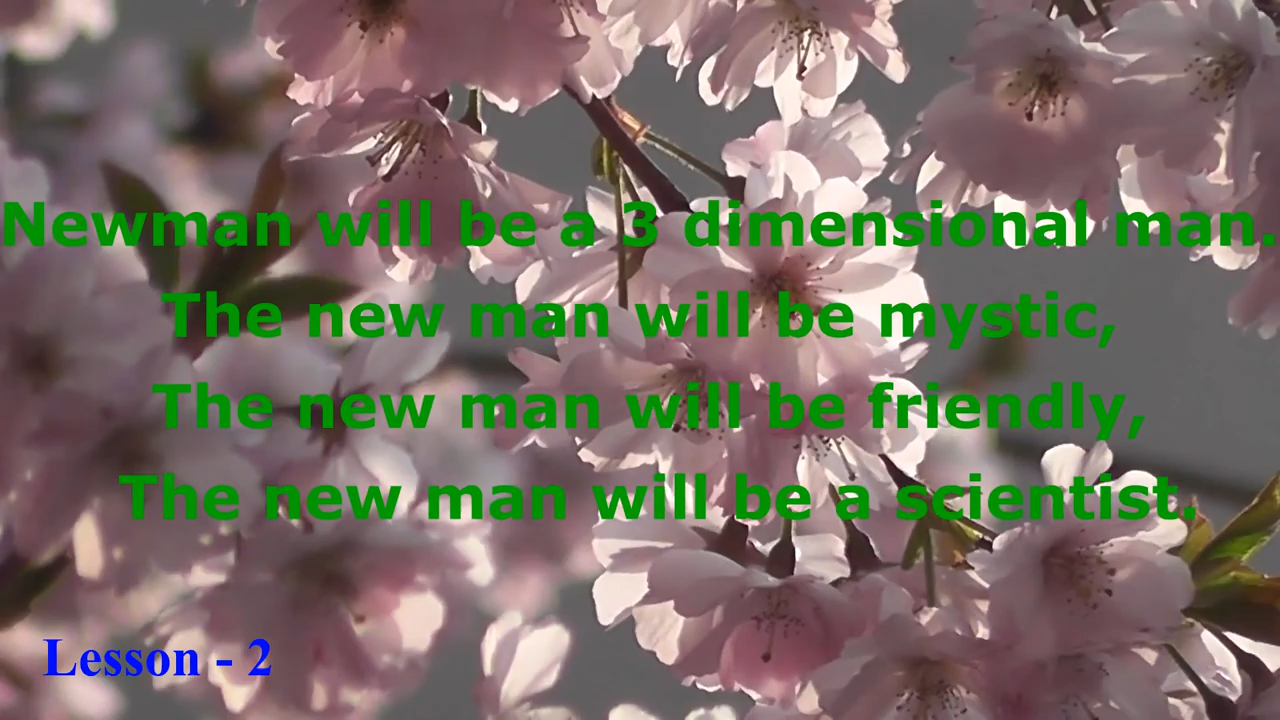 Newman will be a 3 dimensional man.
The new man will be mystic,
The new man will be friendly,
The new man will be a scientist.
Lesson - 2